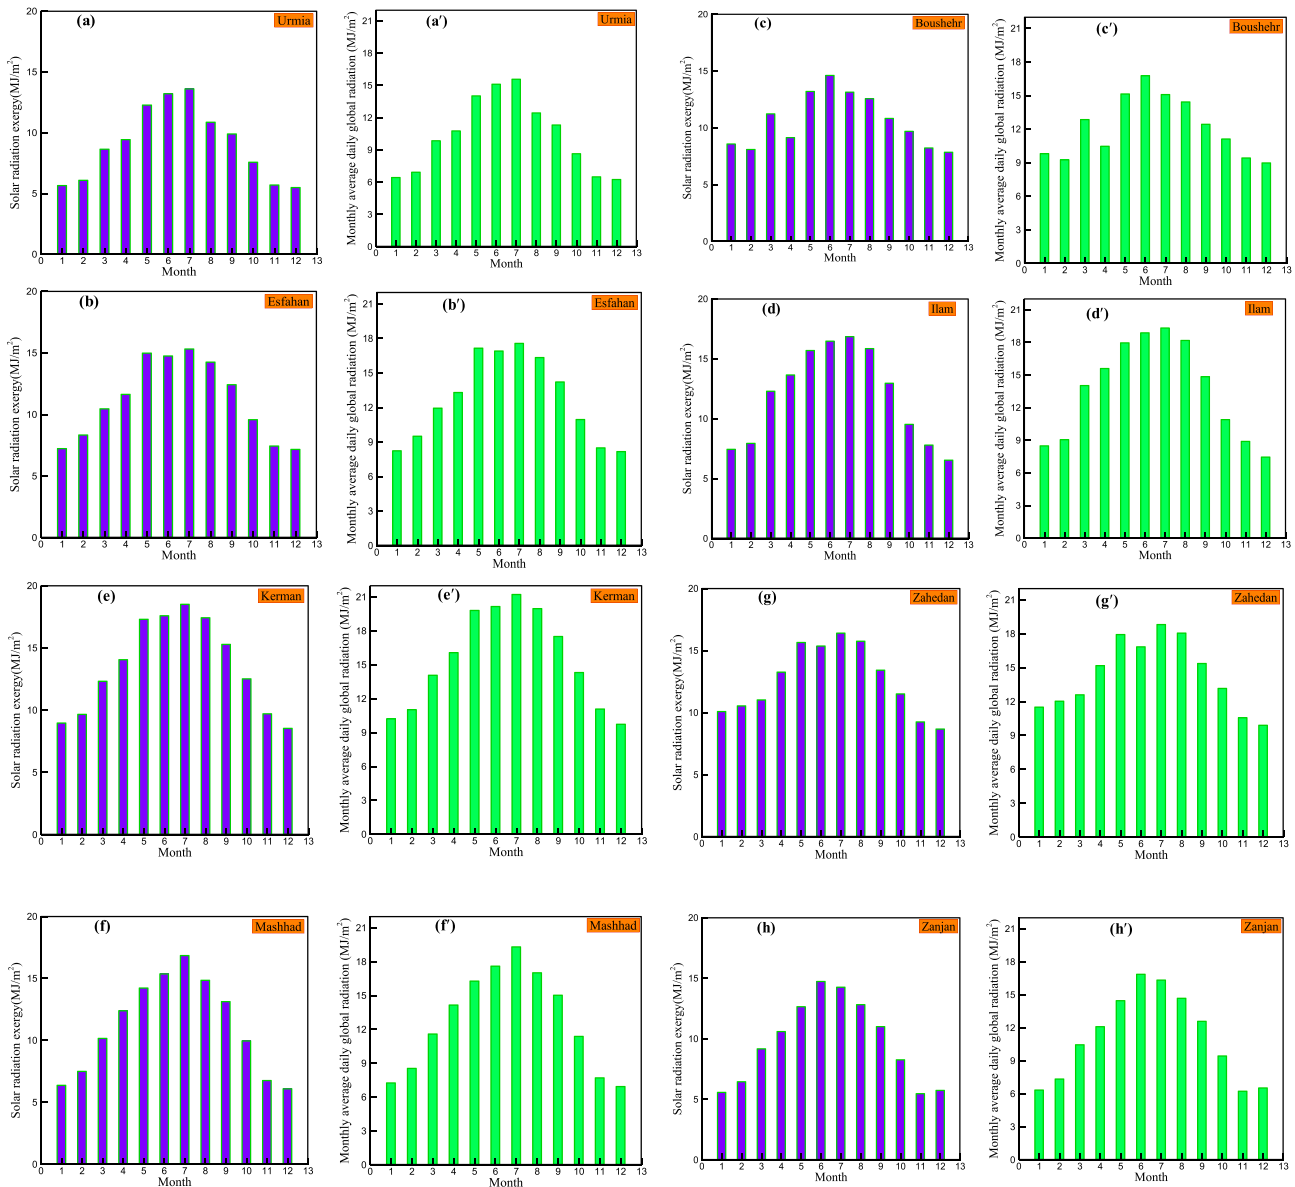 (a)
Urmia
Solar radiation exergy(MJ/m²)
20
15
10
5
0
0 1 2 3 4 5 6 7 8 9 10 11 12 13
Month
(a′)
Urmia
Monthly average daily global radiation (MJ/m²)
21
18
15
12
9
6
3
0
0 1 2 3 4 5 6 7 8 9 10 11 12 13
Month
(c)
Boushehr
Solar radiation exergy(MJ/m²)
20
15
10
5
0
0 1 2 3 4 5 6 7 8 9 10 11 12 13
Month
(c′)
Boushehr
Monthly average daily global radiation (MJ/m²)
21
18
15
12
9
6
3
0
0 1 2 3 4 5 6 7 8 9 10 11 12 13
Month
(b)
Esfahan
Solar radiation exergy(MJ/m²)
20
15
10
5
0
0 1 2 3 4 5 6 7 8 9 10 11 12 13
Month
(b′)
Esfahan
Monthly average daily global radiation (MJ/m²)
21
18
15
12
9
6
3
0
0 1 2 3 4 5 6 7 8 9 10 11 12 13
Month
(d)
Ilam
Solar radiation exergy(MJ/m²)
20
15
10
5
0
0 1 2 3 4 5 6 7 8 9 10 11 12 13
Month
(d′)
Ilam
Monthly average daily global radiation (MJ/m²)
21
18
15
12
9
6
3
0
0 1 2 3 4 5 6 7 8 9 10 11 12 13
Month
(e)
Kerman
Solar radiation exergy(MJ/m²)
20
15
10
5
0
0 1 2 3 4 5 6 7 8 9 10 11 12 13
Month
(e′)
Kerman
Monthly average daily global radiation (MJ/m²)
21
18
15
12
9
6
3
0
0 1 2 3 4 5 6 7 8 9 10 11 12 13
Month
(g)
Zahedan
Solar radiation exergy(MJ/m²)
20
15
10
5
0
0 1 2 3 4 5 6 7 8 9 10 11 12 13
Month
(g′)
Zahedan
Monthly average daily global radiation (MJ/m²)
21
18
15
12
9
6
3
0
0 1 2 3 4 5 6 7 8 9 10 11 12 13
Month
(f)
Mashhad
Solar radiation exergy(MJ/m²)
20
15
10
5
0
0 1 2 3 4 5 6 7 8 9 10 11 12 13
Month
(f′)
Mashhad
Monthly average daily global radiation (MJ/m²)
21
18
15
12
9
6
3
0
0 1 2 3 4 5 6 7 8 9 10 11 12 13
Month
(h)
Zanjan
Solar radiation exergy(MJ/m²)
20
15
10
5
0
0 1 2 3 4 5 6 7 8 9 10 11 12 13
Month
(h′)
Zanjan
Monthly average daily global radiation (MJ/m²)
21
18
15
12
9
6
3
0
0 1 2 3 4 5 6 7 8 9 10 11 12 13
Month